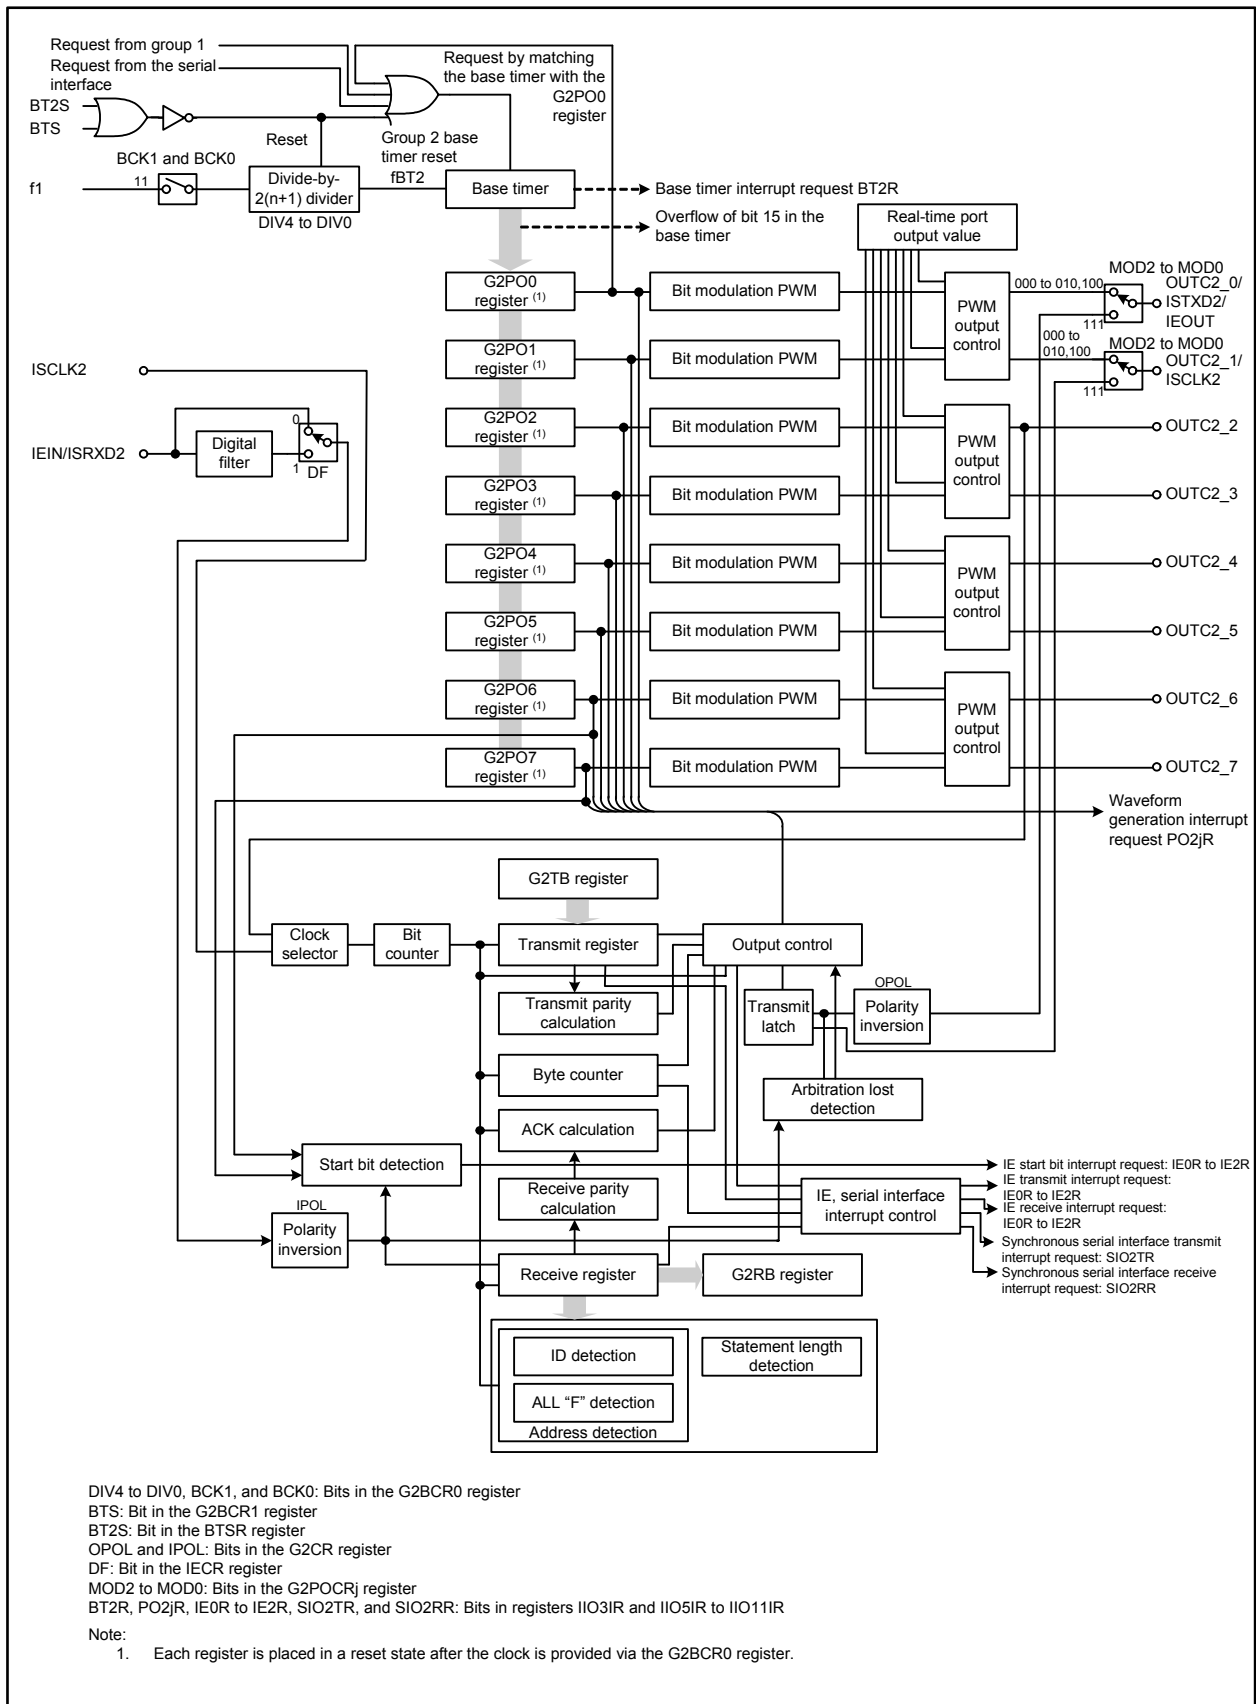 Request from group 1
Request from the serial
interface
BT2S
BTS
Request by matching
the base timer with the
G2PO0
register
Reset
Group 2 base
timer reset
BCK1 and BCK0
f1
11
Divide-by-
2(n+1) divider
DIV4 to DIV0
fBT2
Base timer
Base timer interrupt request BT2R
Overflow of bit 15 in the
base timer
Real-time port
output value
G2PO0
register (1)
Bit modulation PWM
PWM
output
control
000 to 010,100
MOD2 to MOD0
OUTC2_0/
ISTXD2/
IEOUT
111
G2PO1
register (1)
Bit modulation PWM
000 to
010,100
MOD2 to MOD0
OUTC2_1/
ISCLK2
111
ISCLK2
G2PO2
register (1)
Bit modulation PWM
PWM
output
control
OUTC2_2
IEIN/ISRXD2
Digital
filter
0
1
DF
G2PO3
register (1)
Bit modulation PWM
OUTC2_3
G2PO4
register (1)
Bit modulation PWM
PWM
output
control
OUTC2_4
G2PO5
register (1)
Bit modulation PWM
OUTC2_5
G2PO6
register (1)
Bit modulation PWM
PWM
output
control
OUTC2_6
G2PO7
register (1)
Bit modulation PWM
OUTC2_7
Waveform
generation interrupt
request PO2jR
G2TB register
Clock
selector
Bit
counter
Transmit register
Output control
Transmit parity
calculation
Transmit
latch
OPOL
Polarity
inversion
Byte counter
Arbitration lost
detection
ACK calculation
Start bit detection
Receive parity
calculation
IE, serial interface
interrupt control
IE start bit interrupt request: IE0R to IE2R
IE transmit interrupt request:
IE0R to IE2R
IE receive interrupt request:
IE0R to IE2R
Synchronous serial interface transmit
interrupt request: SIO2TR
Synchronous serial interface receive
interrupt request: SIO2RR
IPOL
Polarity
inversion
Receive register
G2RB register
ID detection
Statement length
detection
ALL “F” detection
Address detection
DIV4 to DIV0, BCK1, and BCK0: Bits in the G2BCR0 register
BTS: Bit in the G2BCR1 register
BT2S: Bit in the BTSR register
OPOL and IPOL: Bits in the G2CR register
DF: Bit in the IECR register
MOD2 to MOD0: Bits in the G2POCRj register
BT2R, PO2jR, IE0R to IE2R, SIO2TR, and SIO2RR: Bits in registers IIO3IR and IIO5IR to IIO11IR
Note:
1. Each register is placed in a reset state after the clock is provided via the G2BCR0 register.